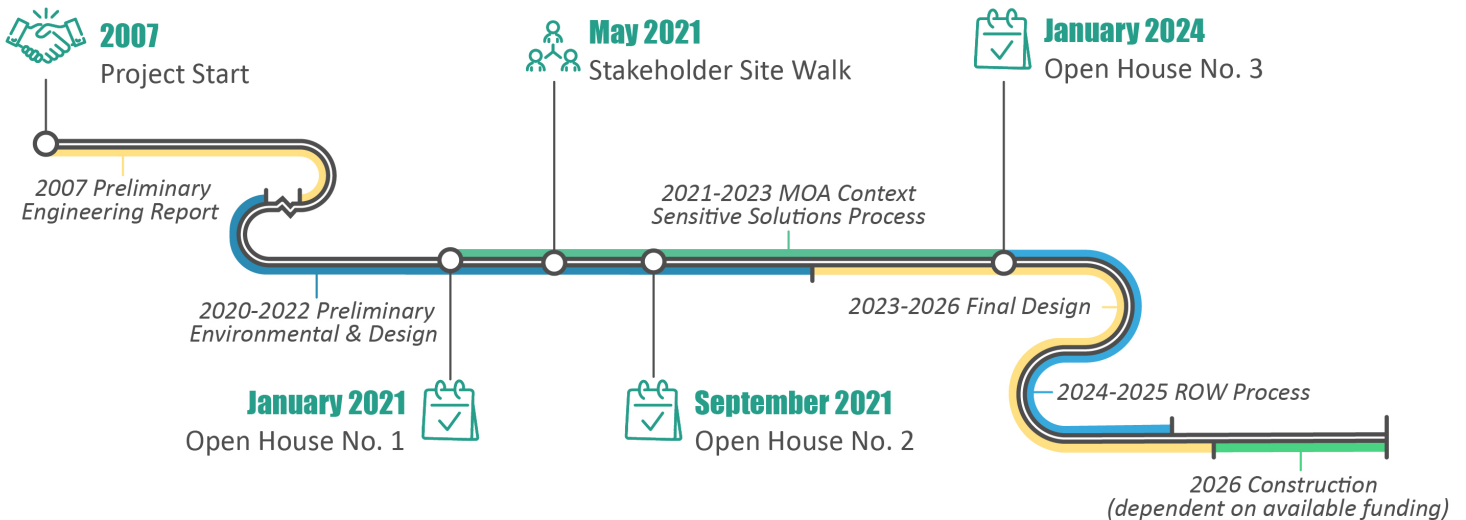 2007
Project Start
May 2021
Stakeholder Site Walk
January 2024
Open House No. 3
2007 Preliminary
Engineering Report
2021-2023 MOA Context
Sensitive Solutions Process
2020-2022 Preliminary
Environmental & Design
2023-2026 Final Design
January 2021
Open House No. 1
September 2021
Open House No. 2
2024-2025 ROW Process
2026 Construction
(dependent on available funding)